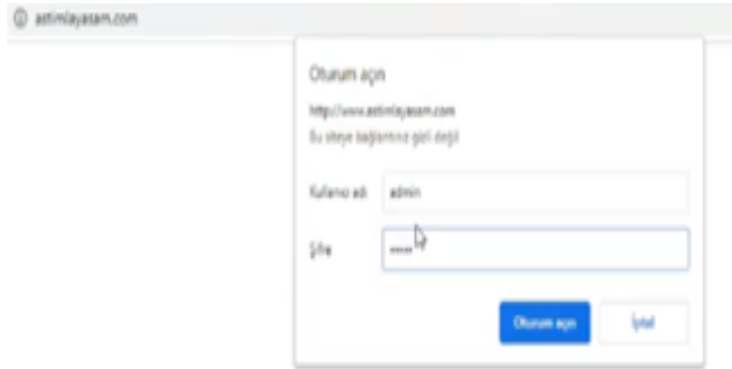 astimlayasam.com
Oturum açın
http://www.astimlayasam.com
Bu siteye bağlantınız gizli değil
Kullanıcı adı admin
Şifre •••••
Oturum açın İptal